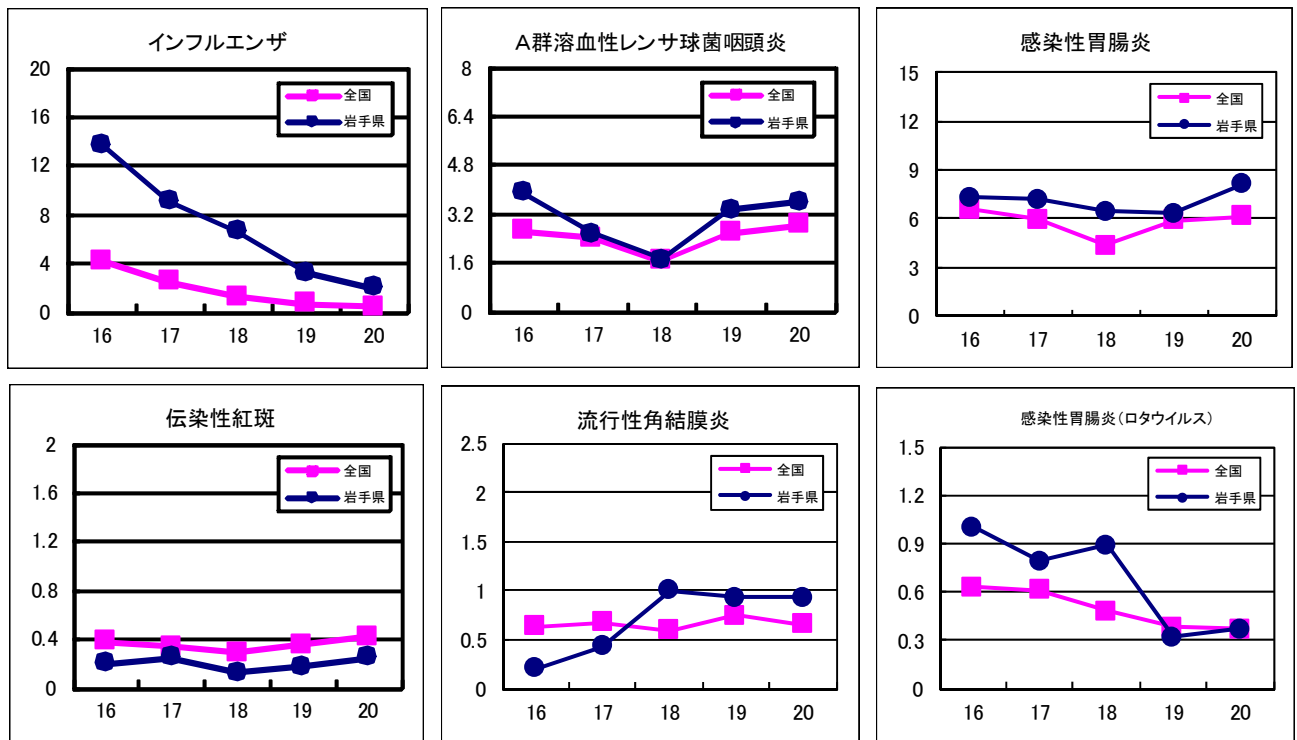 インフルエンザ
20
16
12
8
4
0
全国
岩手県
16 17 18 19 20
A群溶血性レンサ球菌咽頭炎
8
6.4
4.8
3.2
1.6
0
全国
岩手県
16 17 18 19 20
感染性胃腸炎
15
12
9
6
3
0
全国
岩手県
16 17 18 19 20
伝染性紅斑
2
1.6
1.2
0.8
0.4
0
全国
岩手県
16 17 18 19 20
流行性角結膜炎
2.5
2
1.5
1
0.5
0
全国
岩手県
16 17 18 19 20
感染性胃腸炎(ロタウイルス)
1.5
1.2
0.9
0.6
0.3
0
全国
岩手県
16 17 18 19 20